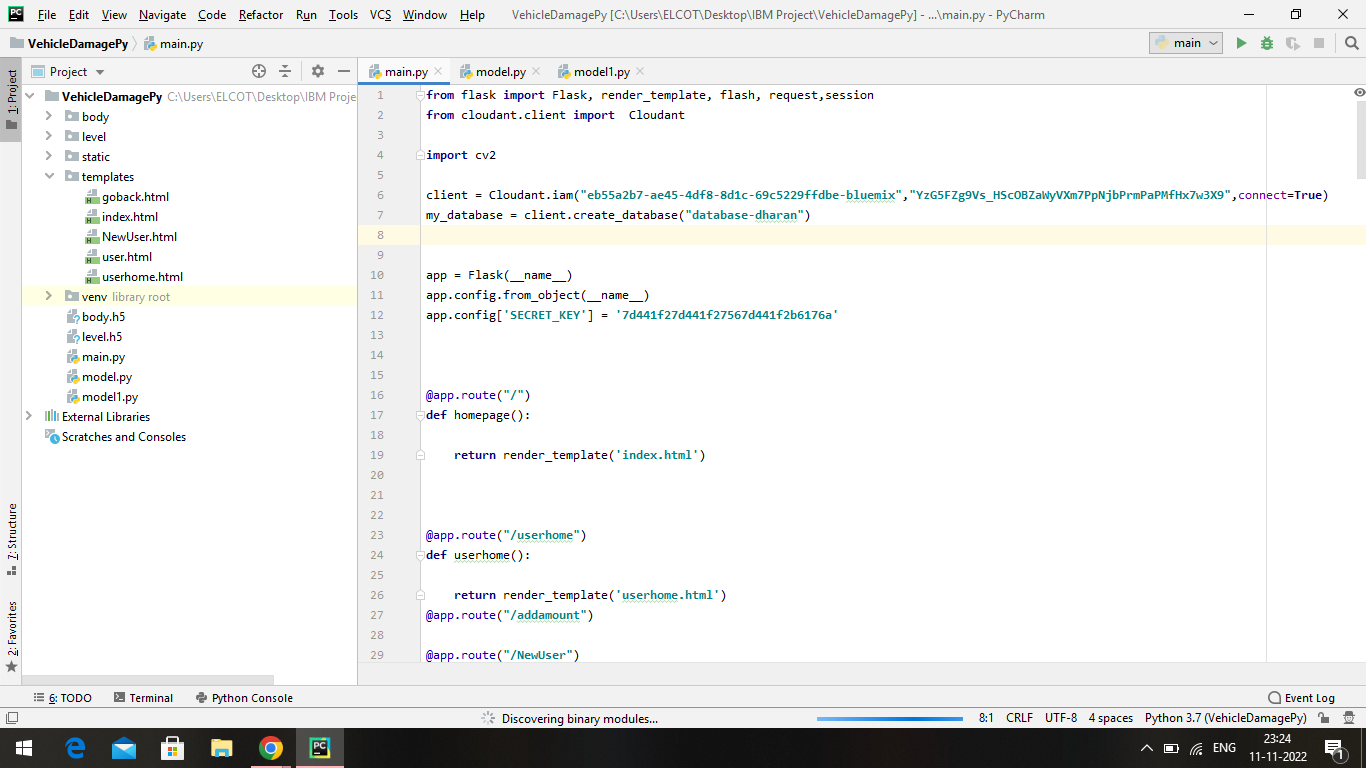 File Edit View Navigate Code Refactor Run Tools VCS Window Help VehicleDamagePy [C:\Users\ELCOT\Desktop\IBM Project\VehicleDamagePy] - ...\main.py - PyCharm
VehicleDamagePy main.py main
1: Project
Project
main.py model.py model1.py
VehicleDamagePy C:\Users\ELCOT\Desktop\IBM Proje
body
level
static
templates
goback.html
index.html
NewUser.html
user.html
userhome.html
venv library root
body.h5
level.h5
main.py
model.py
model1.py
External Libraries
Scratches and Consoles
7: Structure
2: Favorites
1 from flask import Flask, render_template, flash, request,session
2 from cloudant.client import  Cloudant
3
4 import cv2
5
6 client = Cloudant.iam("eb55a2b7-ae45-4df8-8d1c-69c5229ffdbe-bluemix","YzG5FZg9Vs_HScOBZaWyVXm7PpNjbPrmPaPMfHx7w3X9",connect=True)
7 my_database = client.create_database("database-dharan")
8
9
10 app = Flask(__name__)
11 app.config.from_object(__name__)
12 app.config['SECRET_KEY'] = '7d441f27d441f27567d441f2b6176a'
13
14
15
16 @app.route("/")
17 def homepage():
18
19     return render_template('index.html')
20
21
22
23 @app.route("/userhome")
24 def userhome():
25
26     return render_template('userhome.html')
27 @app.route("/addamount")
28
29 @app.route("/NewUser")
6: TODO Terminal Python Console Event Log
Discovering binary modules... 8:1 CRLF UTF-8 4 spaces Python 3.7 (VehicleDamagePy)
PC ENG 23:24
11-11-2022 1